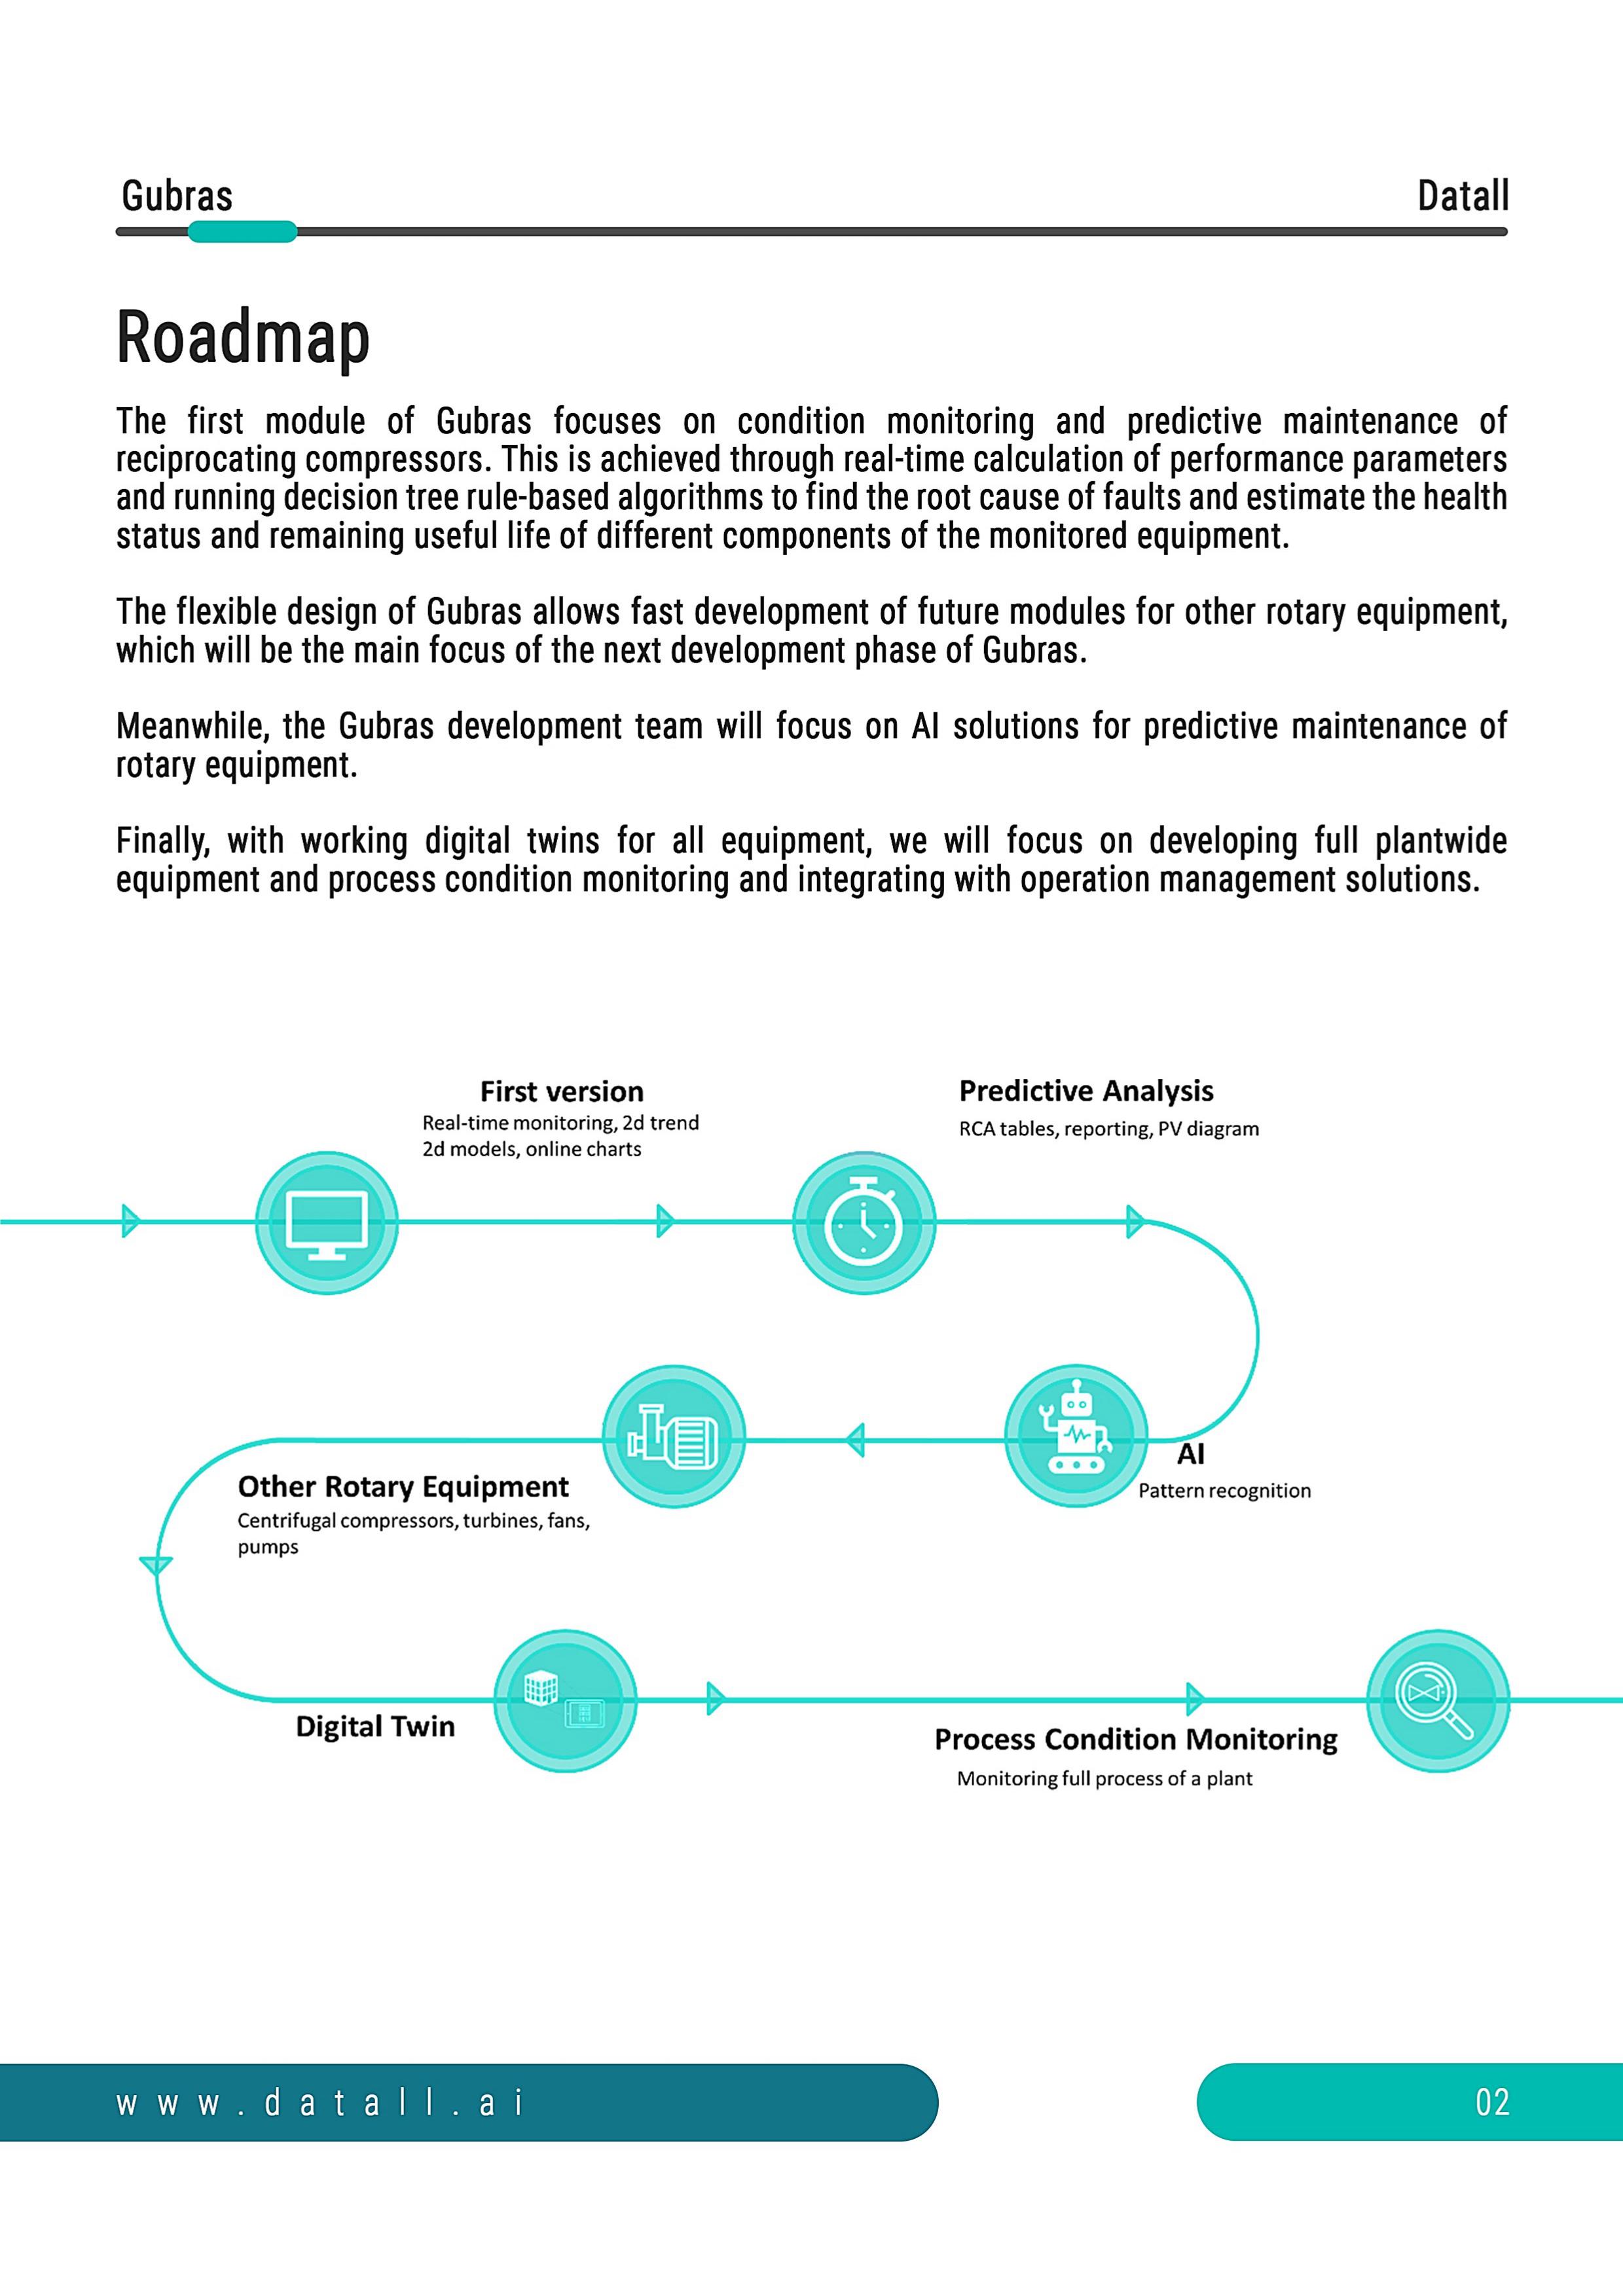 Gubras
Datall
Roadmap
The first module of Gubras focuses on condition monitoring and predictive maintenance of
reciprocating compressors. This is achieved through real-time calculation of performance parameters
and running decision tree rule-based algorithms to find the root cause of faults and estimate the health
status and remaining useful life of different components of the monitored equipment.
The flexible design of Gubras allows fast development of future modules for other rotary equipment,
which will be the main focus of the next development phase of Gubras.
Meanwhile, the Gubras development team will focus on AI solutions for predictive maintenance of
rotary equipment.
Finally, with working digital twins for all equipment, we will focus on developing full plantwide
equipment and process condition monitoring and integrating with operation management solutions.
First version
Real-time monitoring, 2d trend
2d models, online charts
Predictive Analysis
RCA tables, reporting, PV diagram
AI
Pattern recognition
Other Rotary Equipment
Centrifugal compressors, turbines, fans,
pumps
Digital Twin
Process Condition Monitoring
Monitoring full process of a plant
www.datall.ai
02